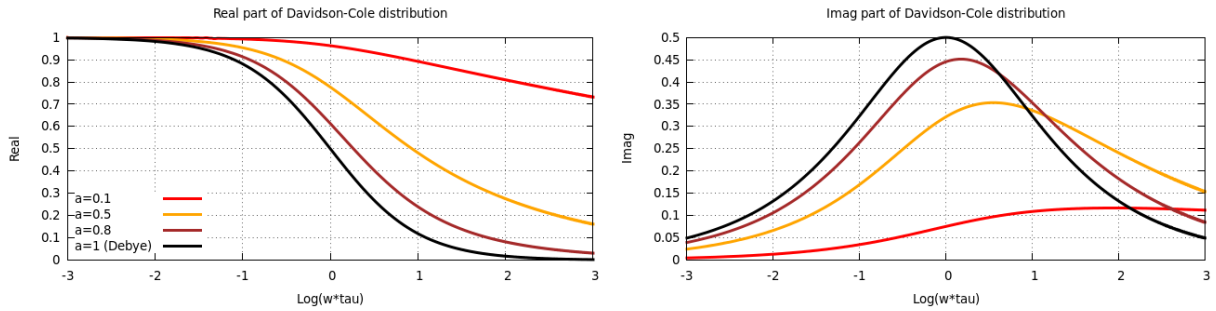 Real part of Davidson-Cole distribution
1
0.9
0.8
0.7
0.6
0.5
0.4
0.3
0.2
0.1
0
Real
a=0.1
a=0.5
a=0.8
a=1 (Debye)
-3 -2 -1 0 1 2 3
Log(w*tau)
Imag part of Davidson-Cole distribution
0.5
0.45
0.4
0.35
0.3
0.25
0.2
0.15
0.1
0.05
0
Imag
-3 -2 -1 0 1 2 3
Log(w*tau)